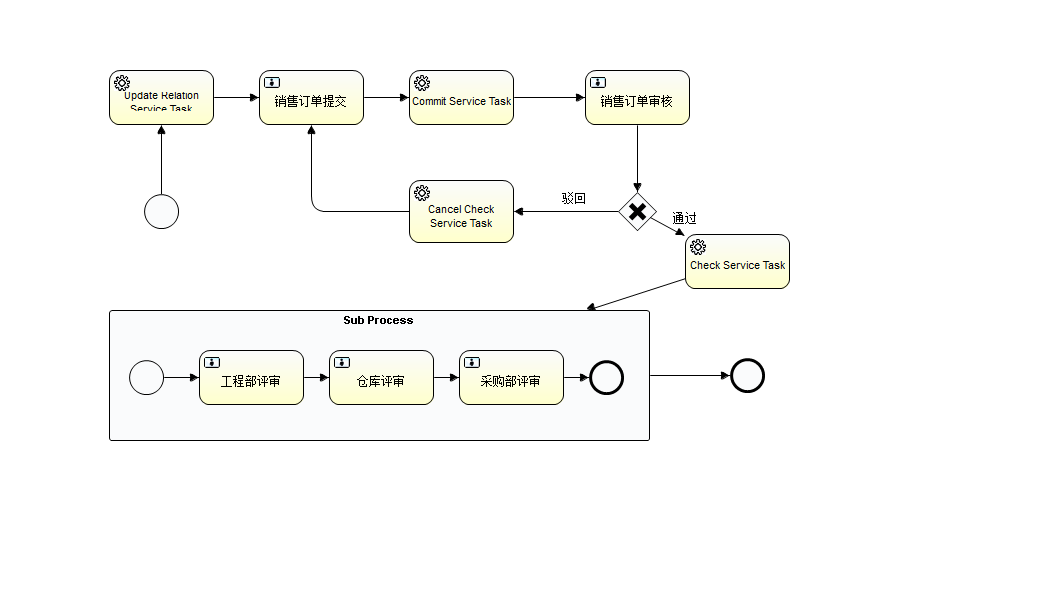 Update Relation
Service Task
销售订单提交
Commit Service Task
销售订单审核
Cancel Check
Service Task
驳回
通过
Check Service Task
Sub Process
工程部评审
仓库评审
采购部评审